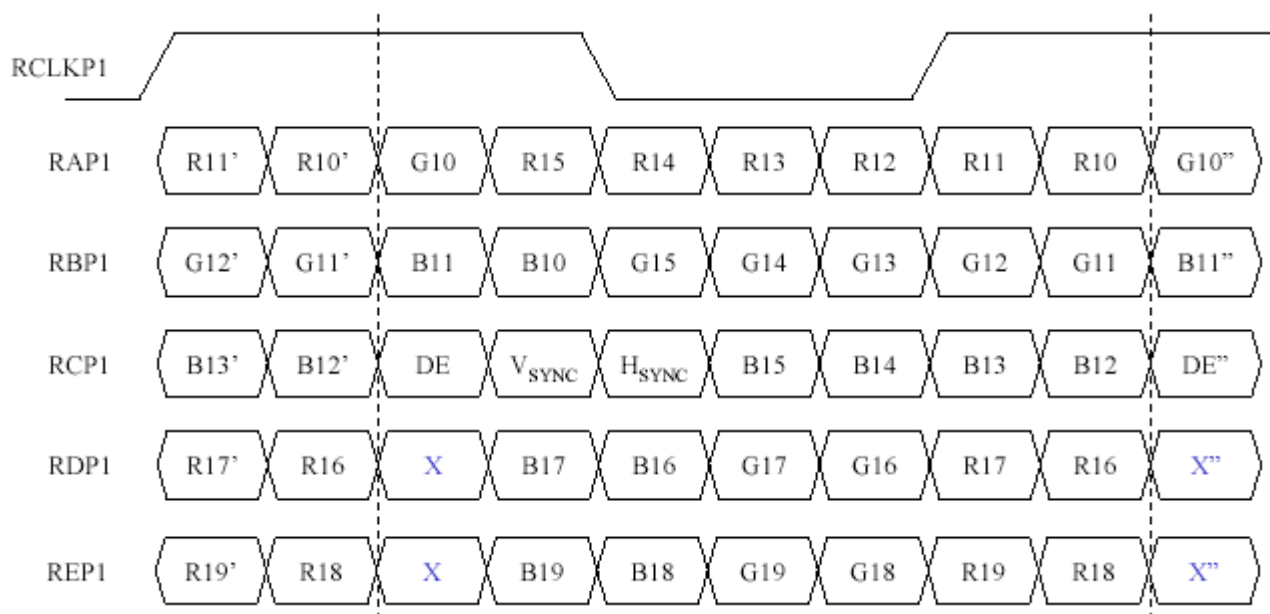 RCLKP1
RAP1 R11’ R10’ G10 R15 R14 R13 R12 R11 R10 G10”
RBP1 G12’ G11’ B11 B10 G15 G14 G13 G12 G11 B11”
RCP1 B13’ B12’ DE VSYNC HSYNC B15 B14 B13 B12 DE”
RDP1 R17’ R16 X B17 B16 G17 G16 R17 R16 X”
REP1 R19’ R18 X B19 B18 G19 G18 R19 R18 X”